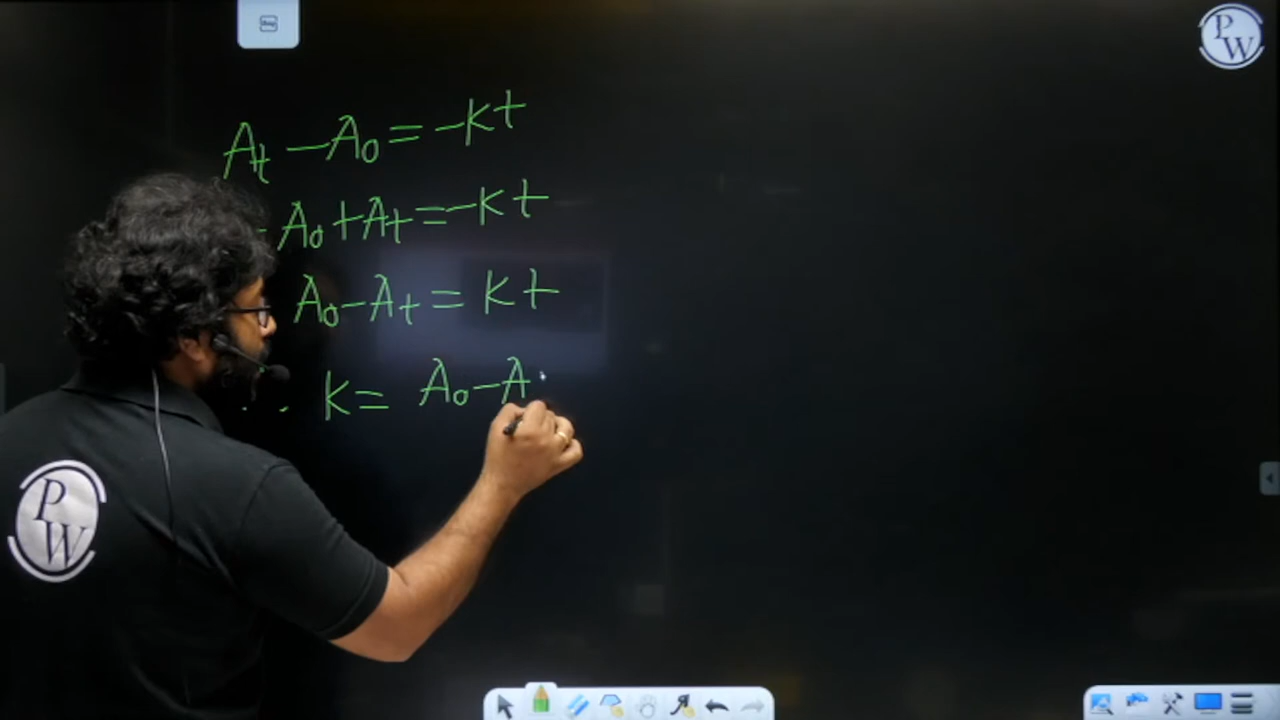 PW
At - A0 = -Kt
- A0 + At = -Kt
A0 - At = Kt
∴ K = A0 - A
PW